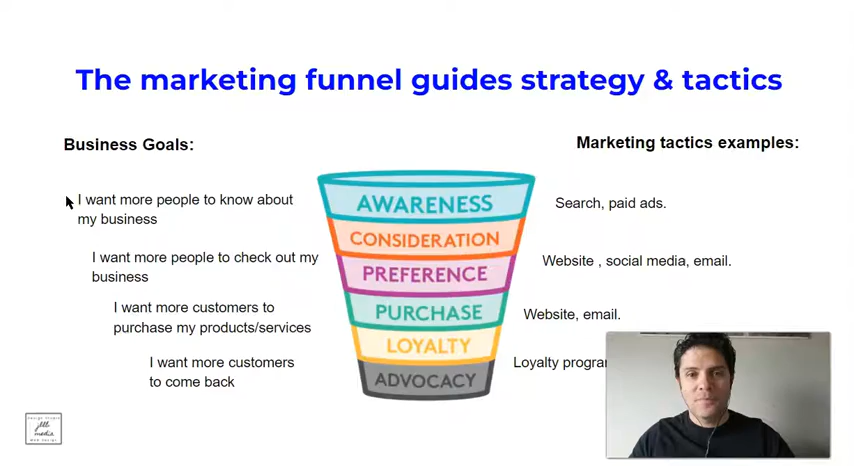 The marketing funnel guides strategy & tactics
Business Goals:
Marketing tactics examples:
I want more people to know about
my business
AWARENESS
Search, paid ads.
CONSIDERATION
I want more people to check out my
business
Website , social media, email.
PREFERENCE
I want more customers to
purchase my products/services
PURCHASE
Website, email.
LOYALTY
I want more customers
to come back
Loyalty
ADVOCACY
media